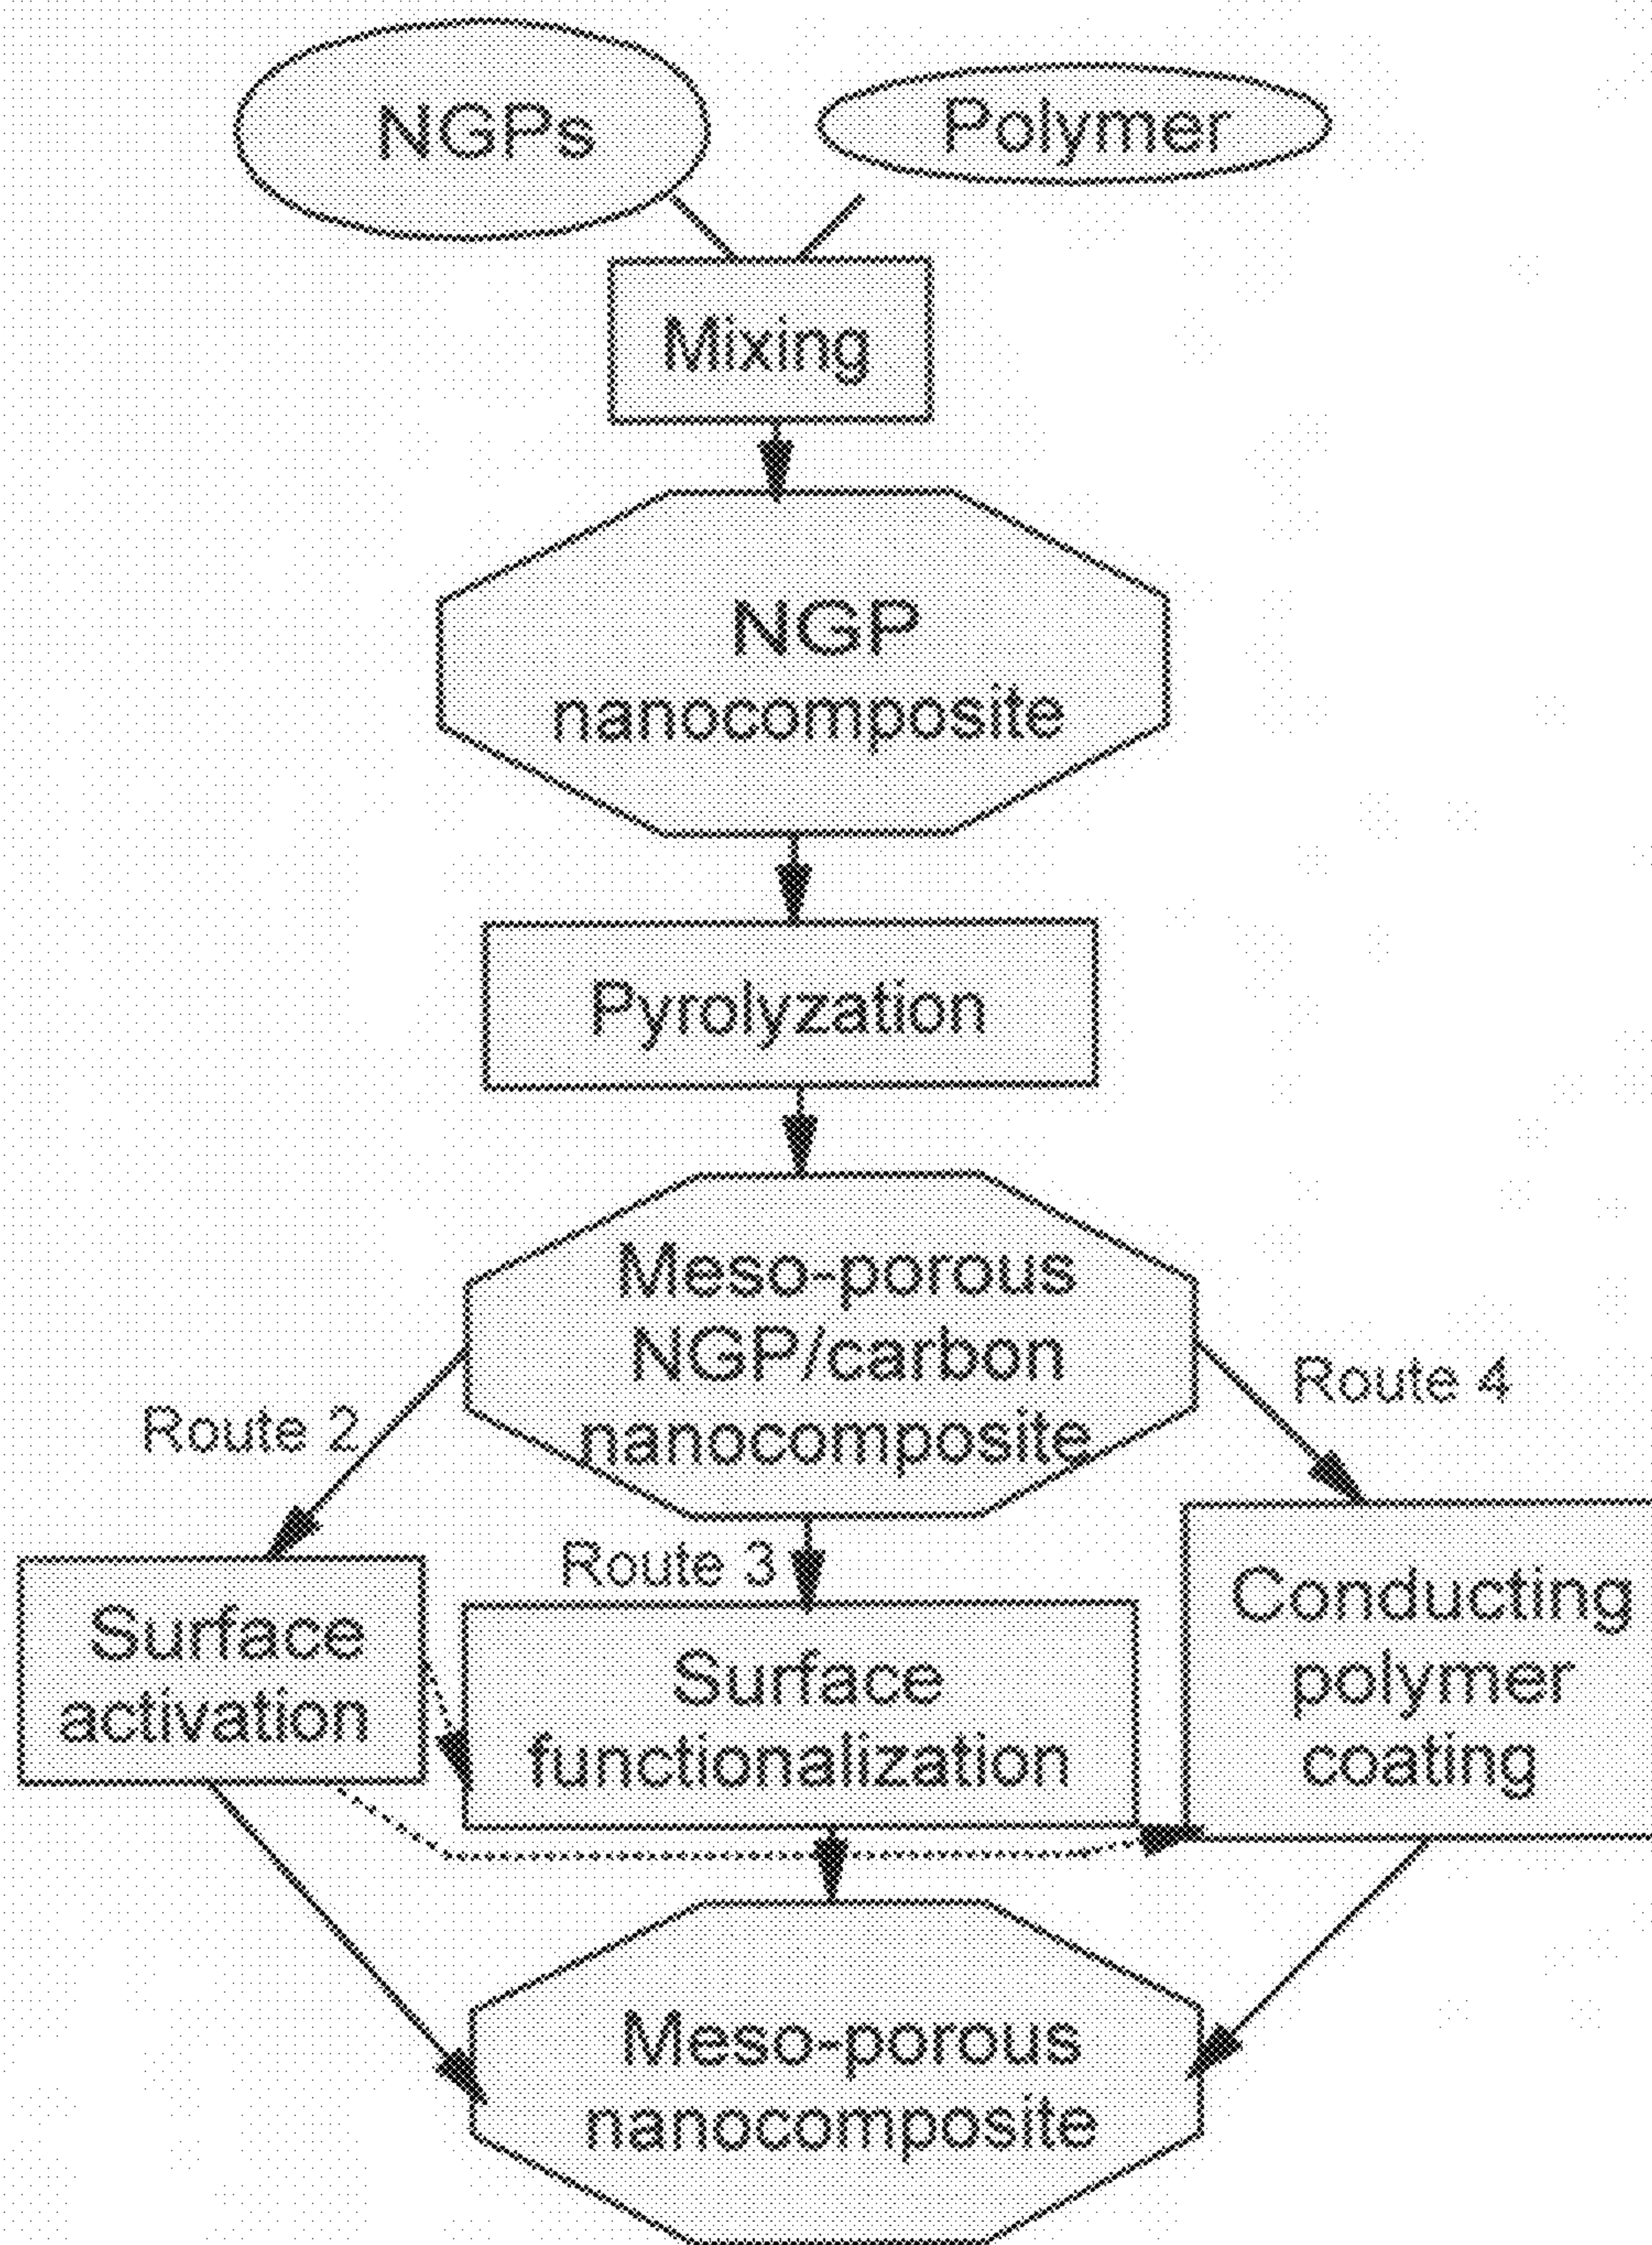 NGPs
Polymer
Mixing
NGP
nanocomposite
Pyrolyzation
Meso-porous
NGP/carbon
nanocomposite
Route 2
Route 4
Route 3
Surface
activation
Surface
functionalization
Conducting
polymer
coating
Meso-porous
nanocomposite